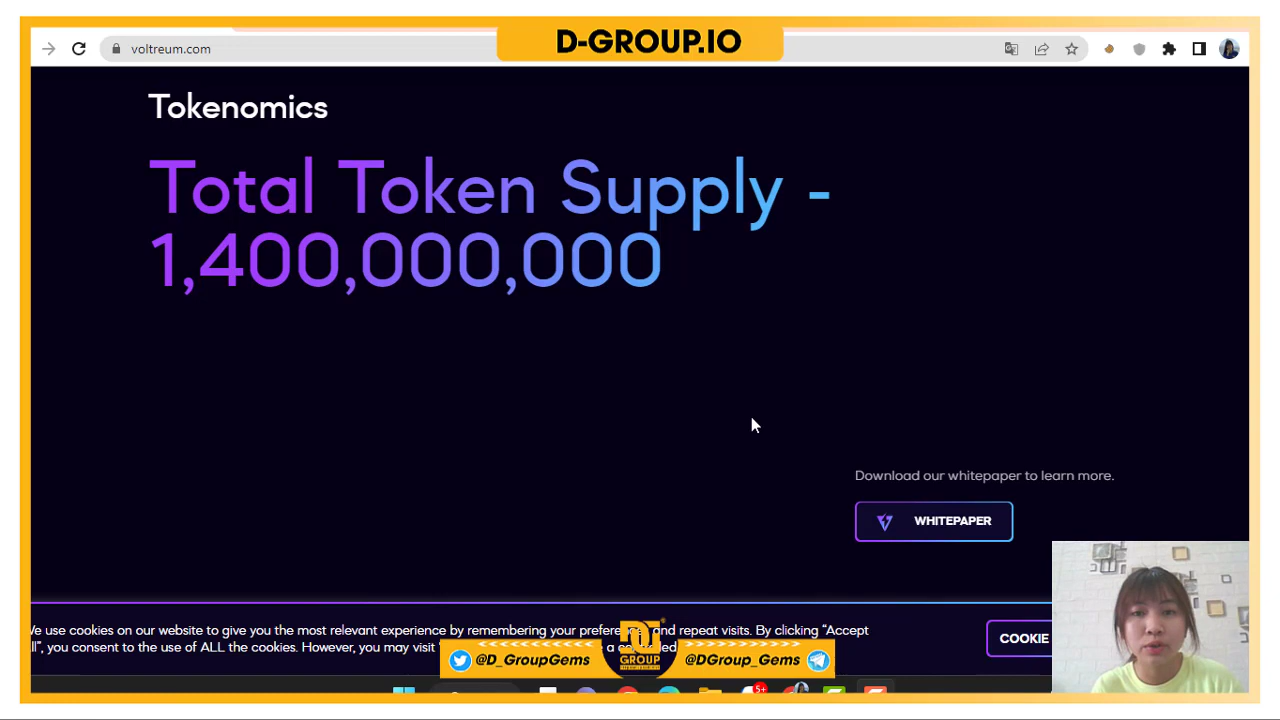 D-GROUP.IO
voltreum.com
Tokenomics
Total Token Supply -
1,400,000,000
Download our whitepaper to learn more.
WHITEPAPER
We use cookies on our website to give you the most relevant experience by remembering your preferences and repeat visits. By clicking “Accept
ll”, you consent to the use of ALL the cookies. However, you may visit
COOKIE
@D_GroupGems
GROUP
@DGroup_Gems
5+